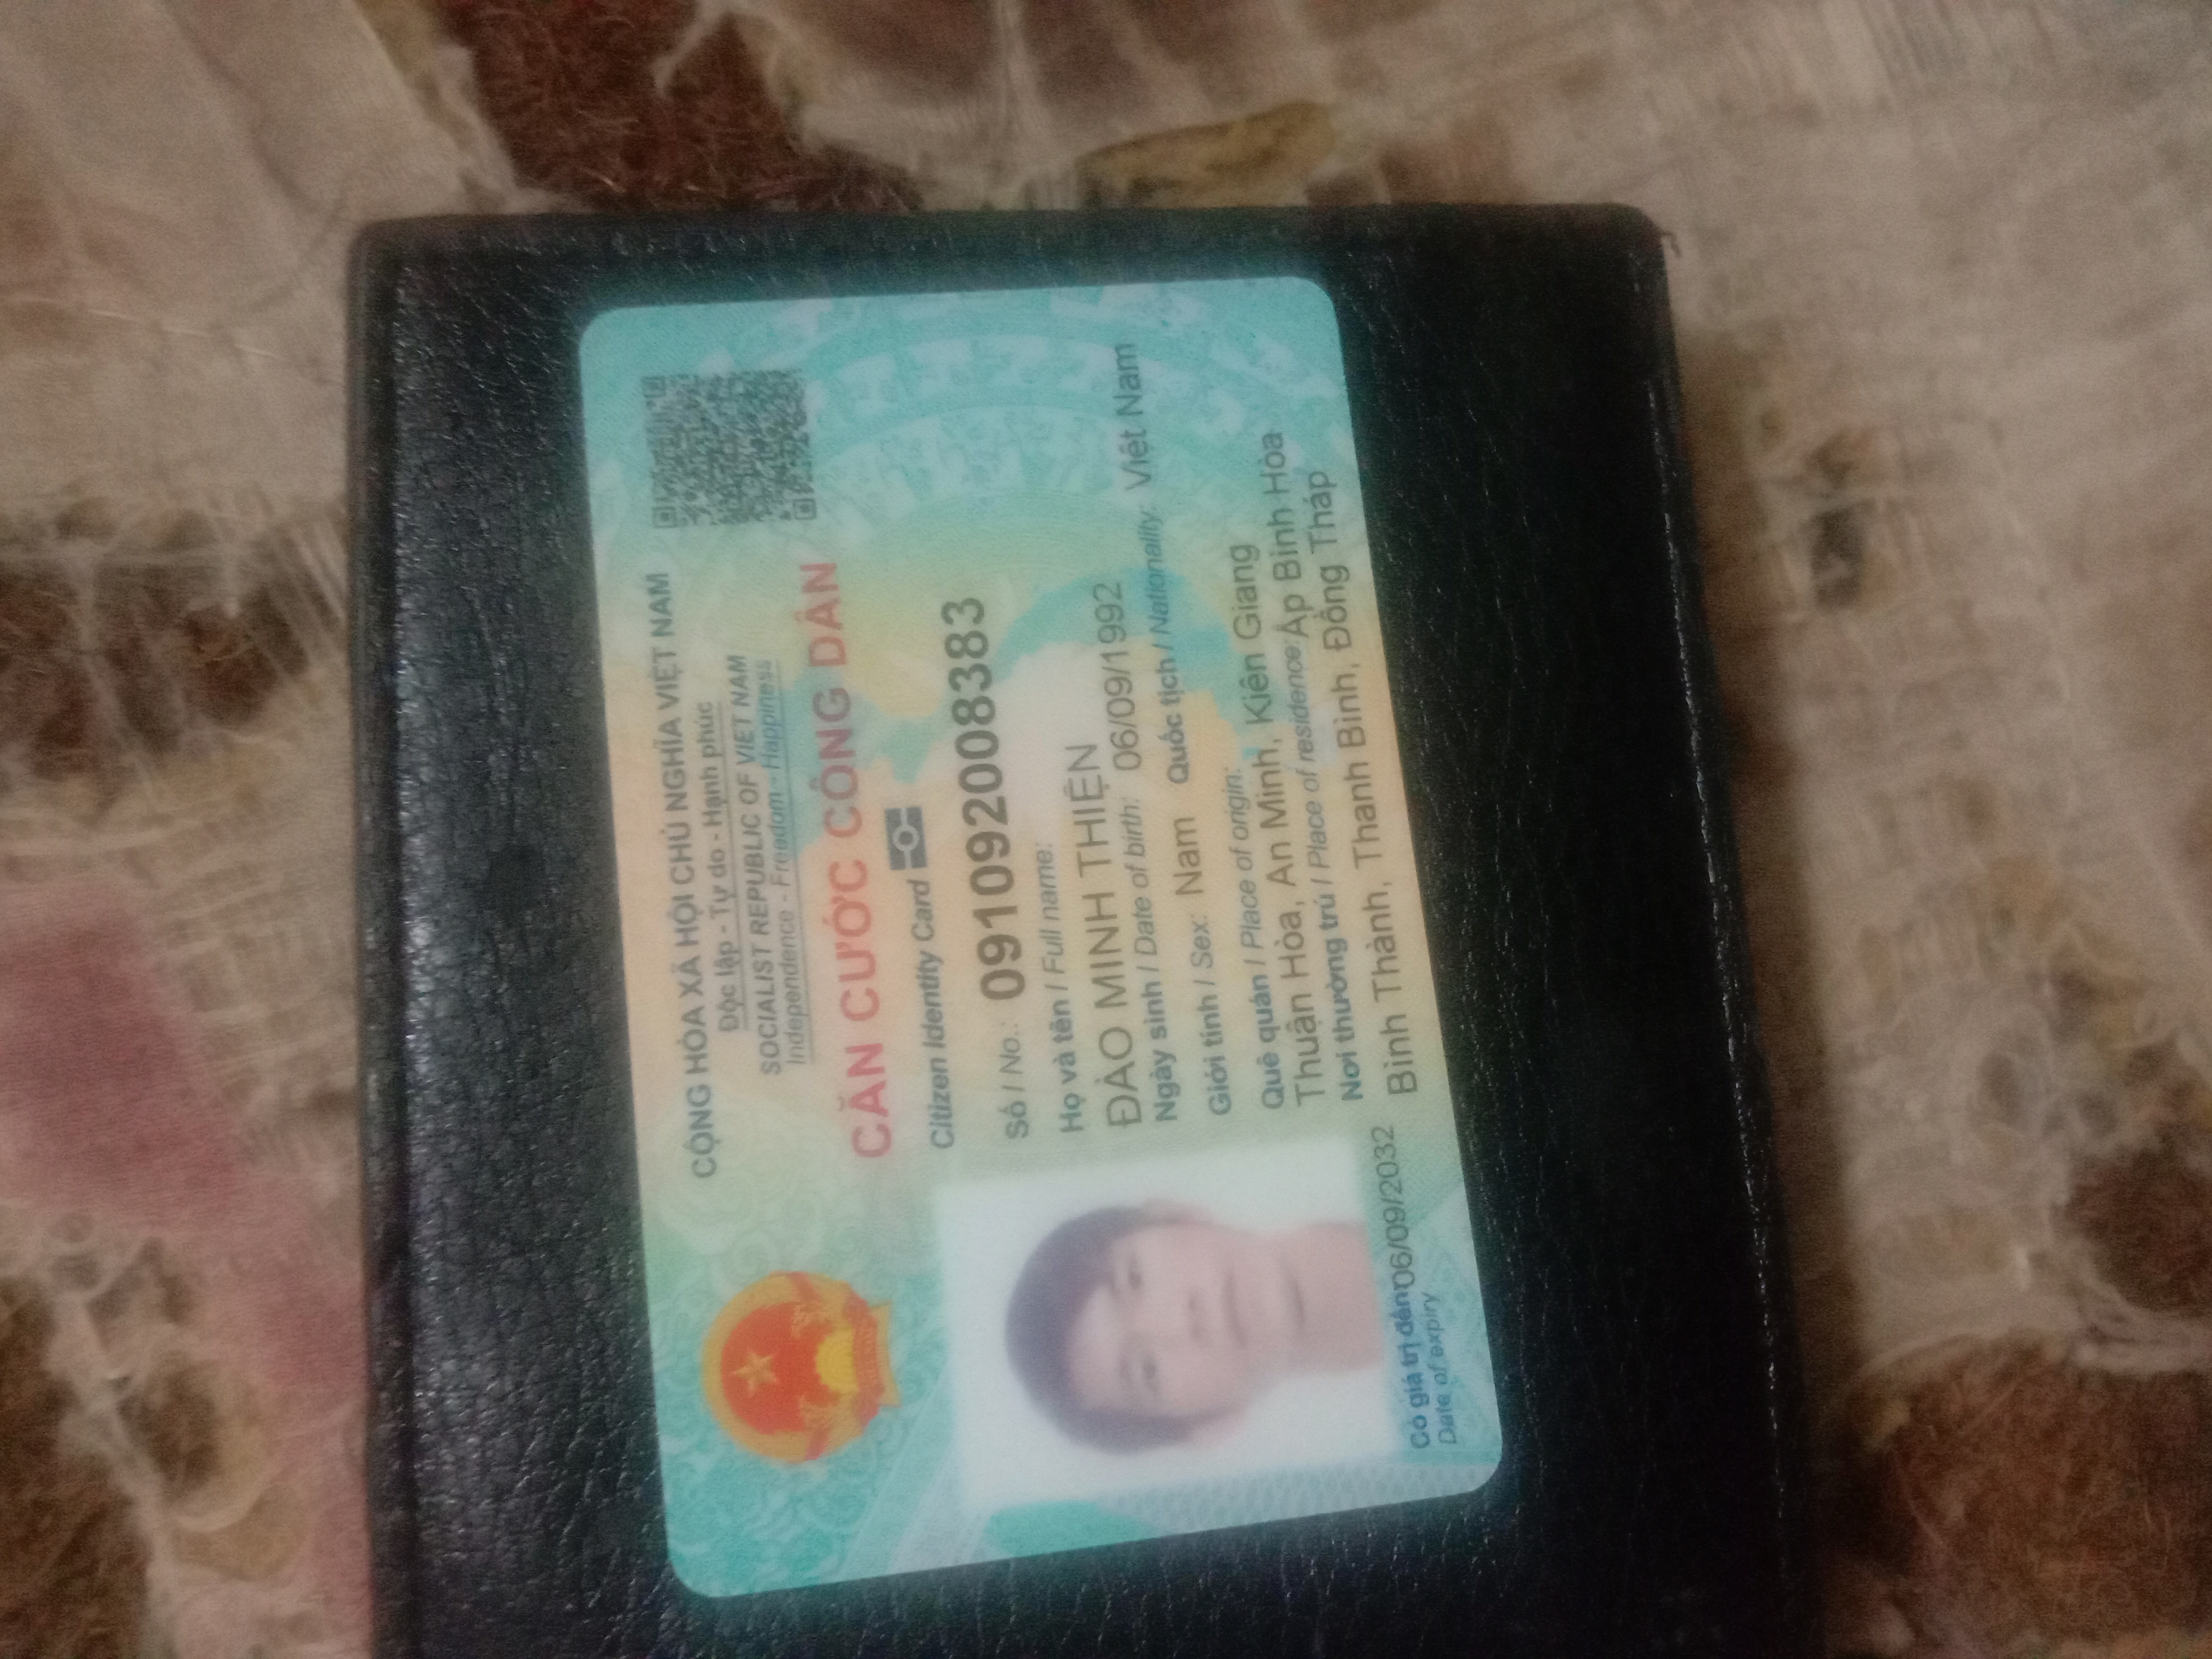 CỘNG HÒA XÃ HỘI CHỦ NGHĨA VIỆT NAM
Độc lập - Tự do - Hạnh phúc
SOCIALIST REPUBLIC OF VIET NAM
Independence - Freedom - Happiness
CĂN CƯỚC CÔNG DÂN
Citizen Identity Card
Số / No.: 091092008383
Họ và tên / Full name:
ĐÀO MINH THIỆN
Ngày sinh / Date of birth: 06/09/1992
Giới tính / Sex: Nam Quốc tịch / Nationality: Việt Nam
Quê quán / Place of origin:
Thuận Hòa, An Minh, Kiên Giang
Nơi thường trú / Place of residence: Ấp Bình Hòa
Bình Thành, Thanh Bình, Đồng Tháp
Có giá trị đến 06/09/2032
Date of expiry